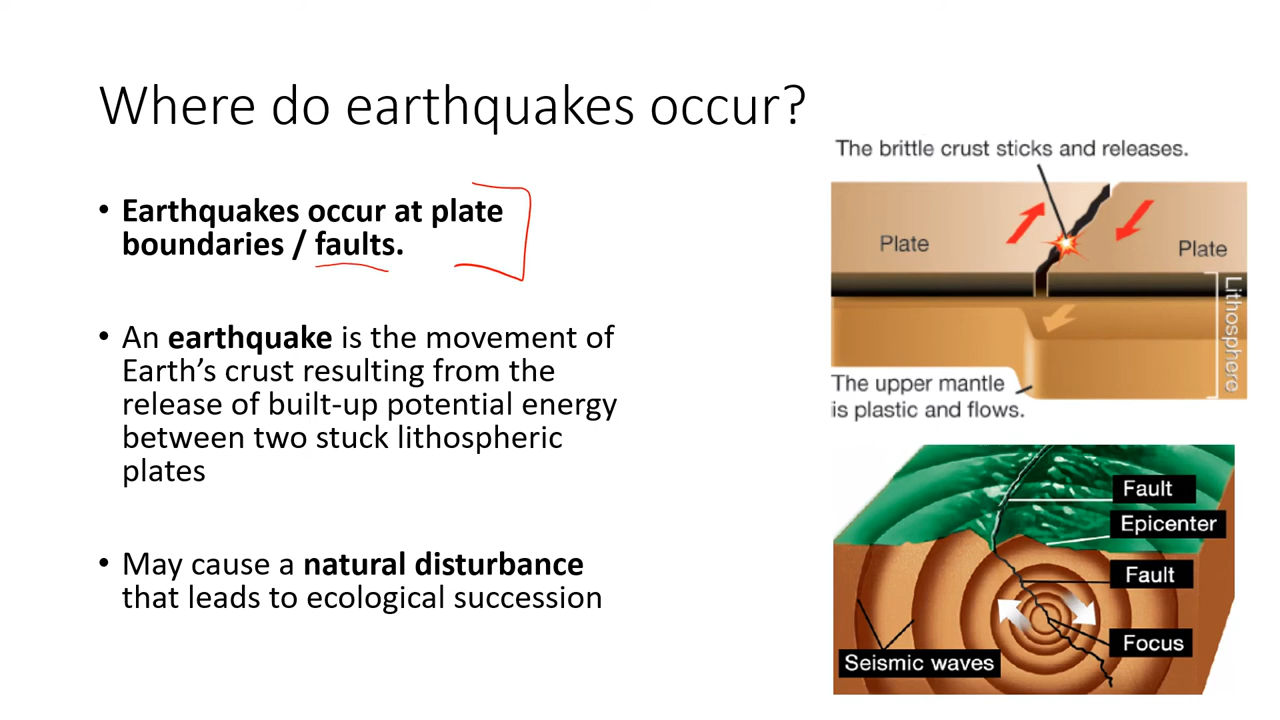 Where do earthquakes occur?
• Earthquakes occur at plate
boundaries / faults.
• An earthquake is the movement of
Earth’s crust resulting from the
release of built-up potential energy
between two stuck lithospheric
plates
• May cause a natural disturbance
that leads to ecological succession
The brittle crust sticks and releases.
Plate
Plate
Lithosphere
The upper mantle
is plastic and flows.
Fault
Epicenter
Fault
Focus
Seismic waves